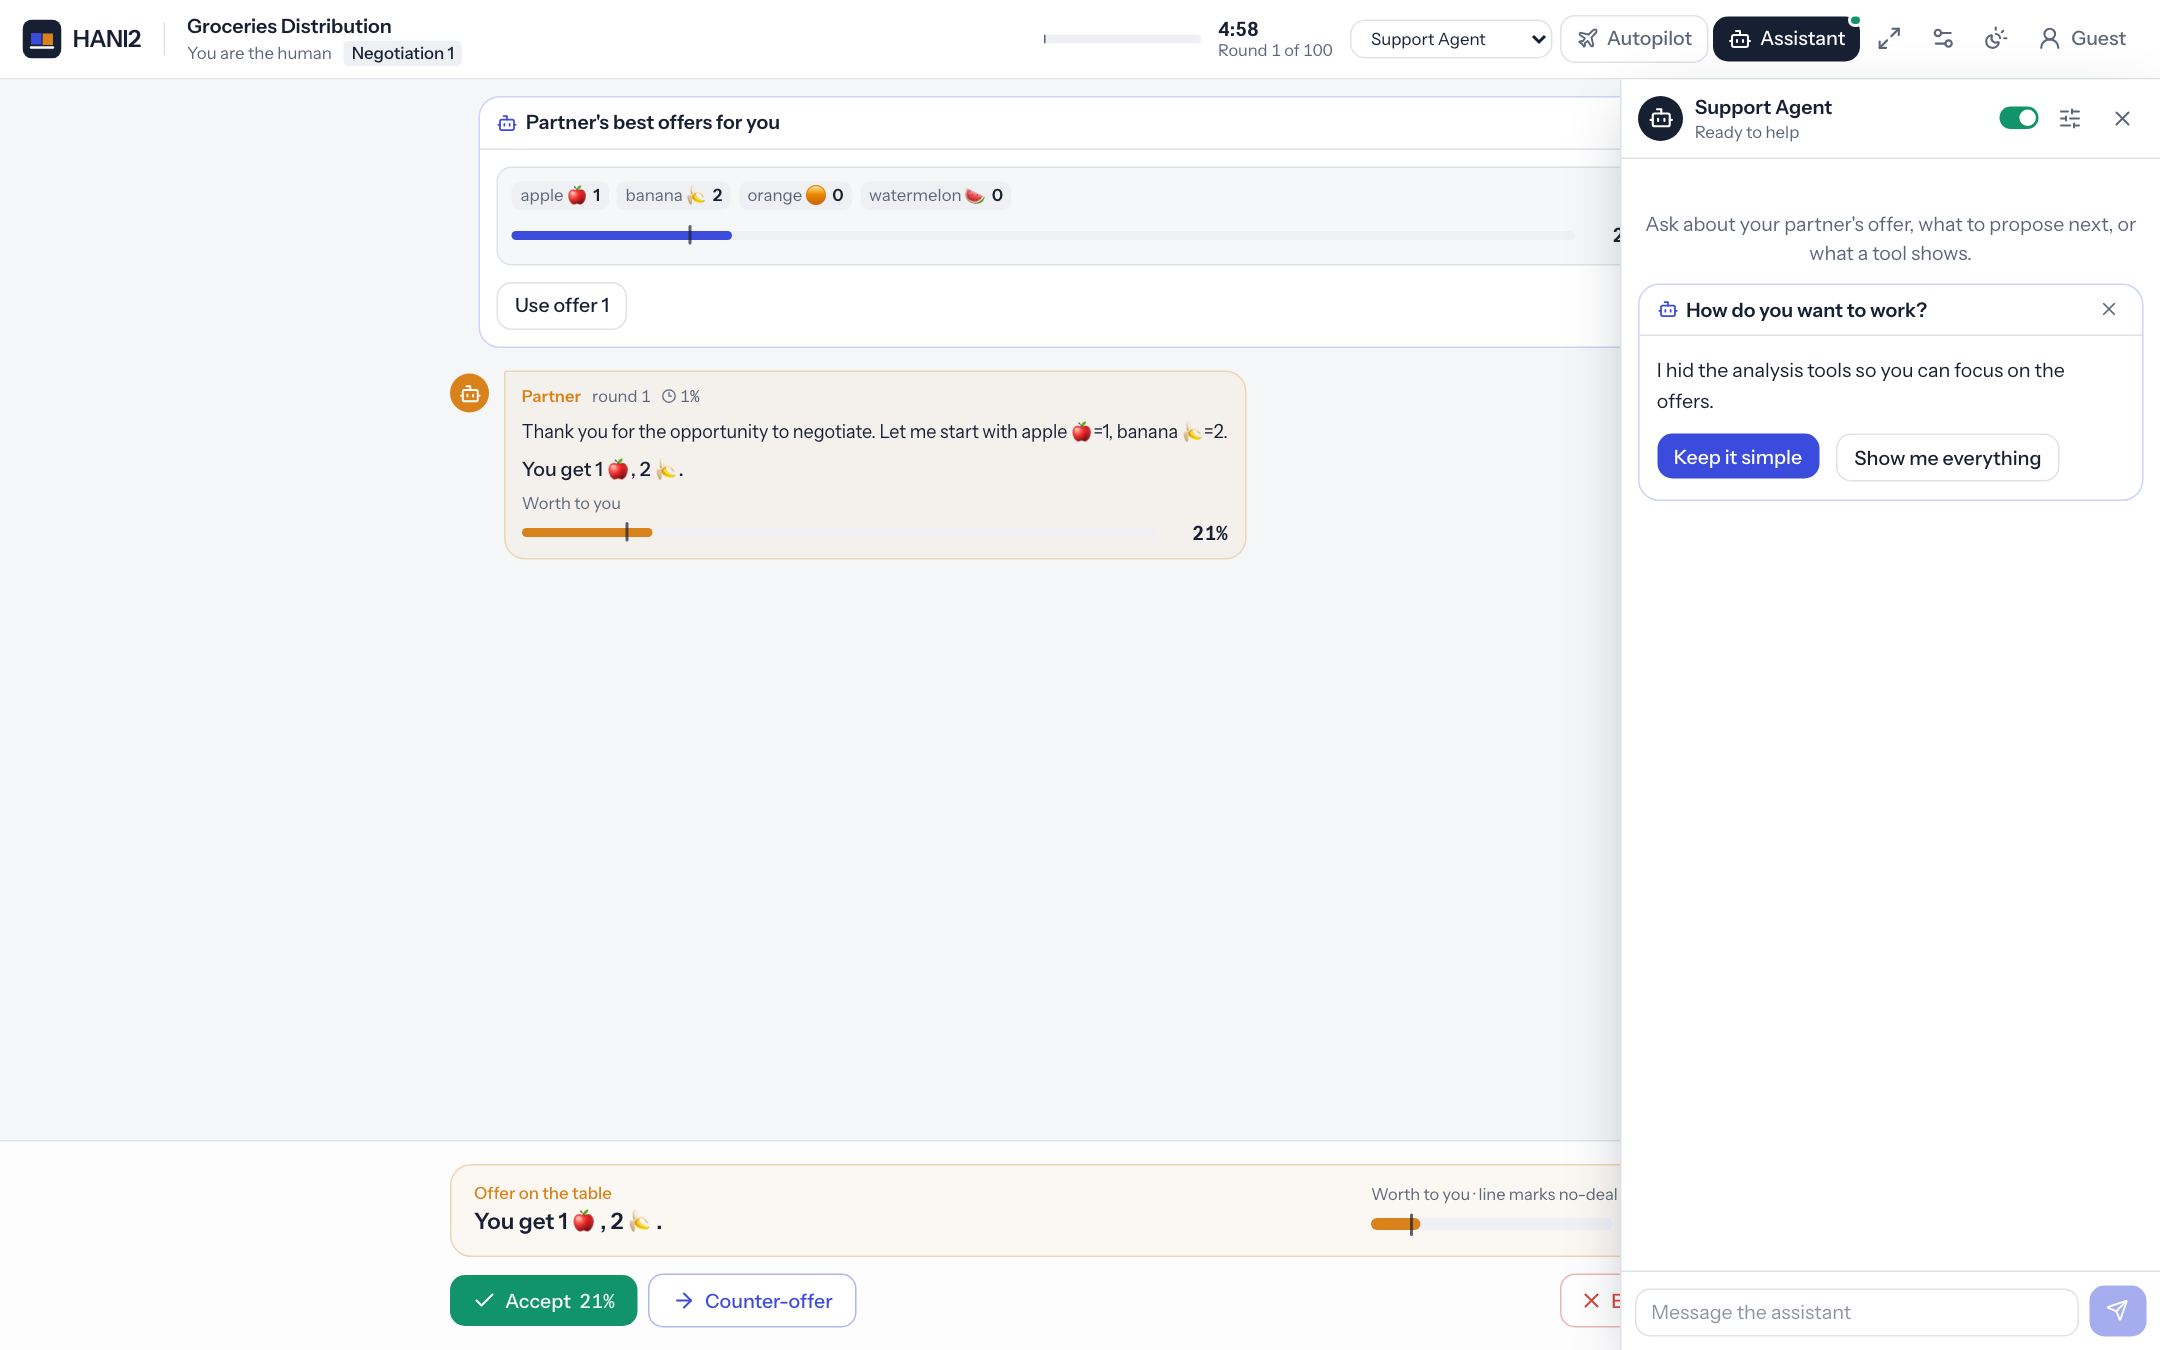 HANI2
Groceries Distribution
You are the human Negotiation 1
4:58
Round 1 of 100
Support Agent
Autopilot
Assistant
Guest
Partner's best offers for you
apple 🍎 1 banana 🍌 2 orange 🟠 0 watermelon 🍉 0
Use offer 1
Partner round 1 1%
Thank you for the opportunity to negotiate. Let me start with apple 🍎=1, banana 🍌=2.
You get 1 🍎, 2 🍌.
Worth to you
21%
Offer on the table
You get 1 🍎, 2 🍌.
Worth to you · line marks no-deal
Accept 21%
Counter-offer
Support Agent
Ready to help
Ask about your partner's offer, what to propose next, or
what a tool shows.
How do you want to work?
I hid the analysis tools so you can focus on the
offers.
Keep it simple
Show me everything
Message the assistant